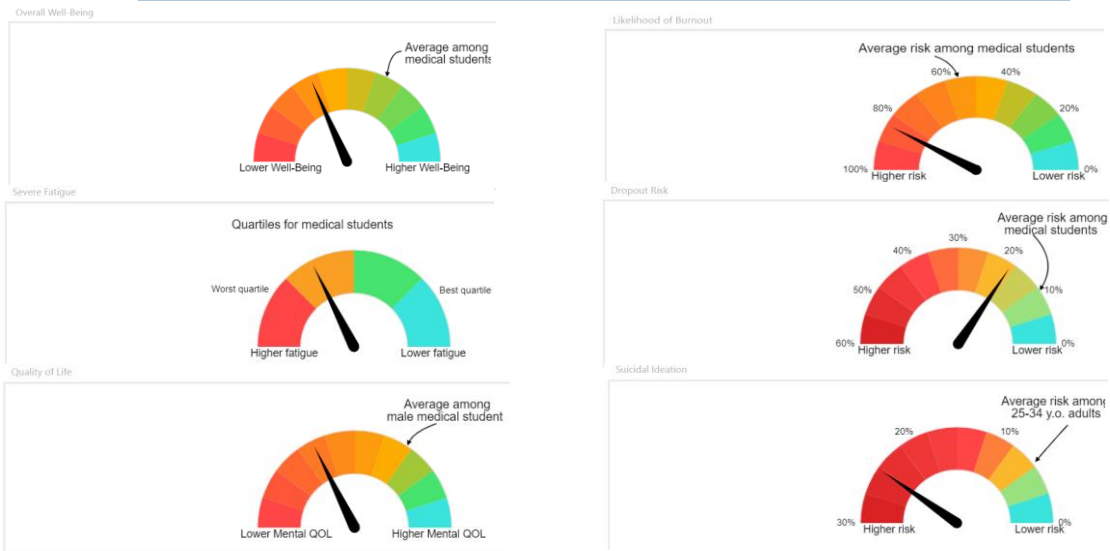 Overall Well-Being
Average among
medical students
Lower Well-Being
Higher Well-Being
Severe Fatigue
Quartiles for medical students
Worst quartile
Best quartile
Higher fatigue
Lower fatigue
Quality of Life
Average among
male medical student
Lower Mental QOL
Higher Mental QOL
Likelihood of Burnout
Average risk among medical students
60%
40%
80%
20%
100%
0%
Higher risk
Lower risk
Dropout Risk
Average risk among
medical students
30%
40%
20%
50%
10%
60%
0%
Higher risk
Lower risk
Suicidal Ideation
Average risk among
25-34 y.o. adults
20%
10%
30%
0%
Higher risk
Lower risk